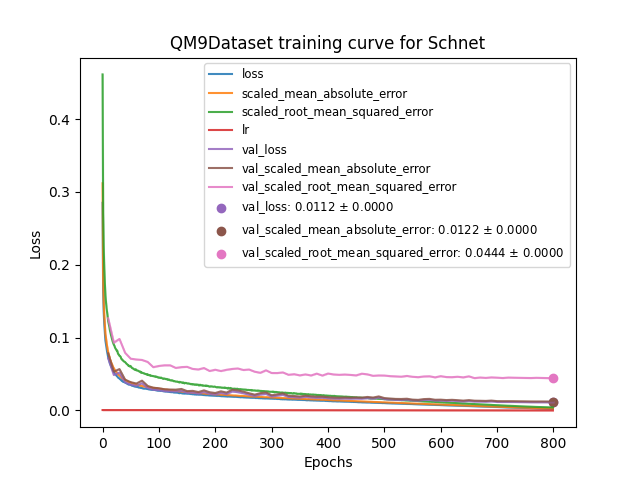 QM9Dataset training curve for Schnet
loss
scaled_mean_absolute_error
scaled_root_mean_squared_error
lr
val_loss
val_scaled_mean_absolute_error
val_scaled_root_mean_squared_error
val_loss: 0.0112 ± 0.0000
val_scaled_mean_absolute_error: 0.0122 ± 0.0000
val_scaled_root_mean_squared_error: 0.0444 ± 0.0000
Loss
0.4
0.3
0.2
0.1
0.0
0 100 200 300 400 500 600 700 800
Epochs